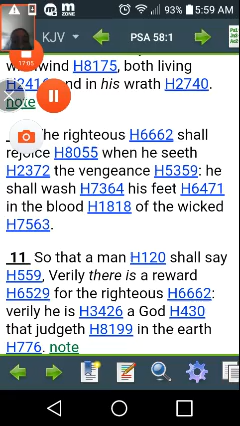 93% 5:59 AM
KJV PSA 58:1
17:05
wind H8175, both living
and in his wrath H2740.
note
The righteous H6662 shall
rejoice H8055 when he seeth
H2372 the vengeance H5359: he
shall wash H7364 his feet H6471
in the blood H1818 of the wicked
H7563.
11 So that a man H120 shall say
H559, Verily there is a reward
H6529 for the righteous H6662:
verily he is H3426 a God H430
that judgeth H8199 in the earth
H776. note